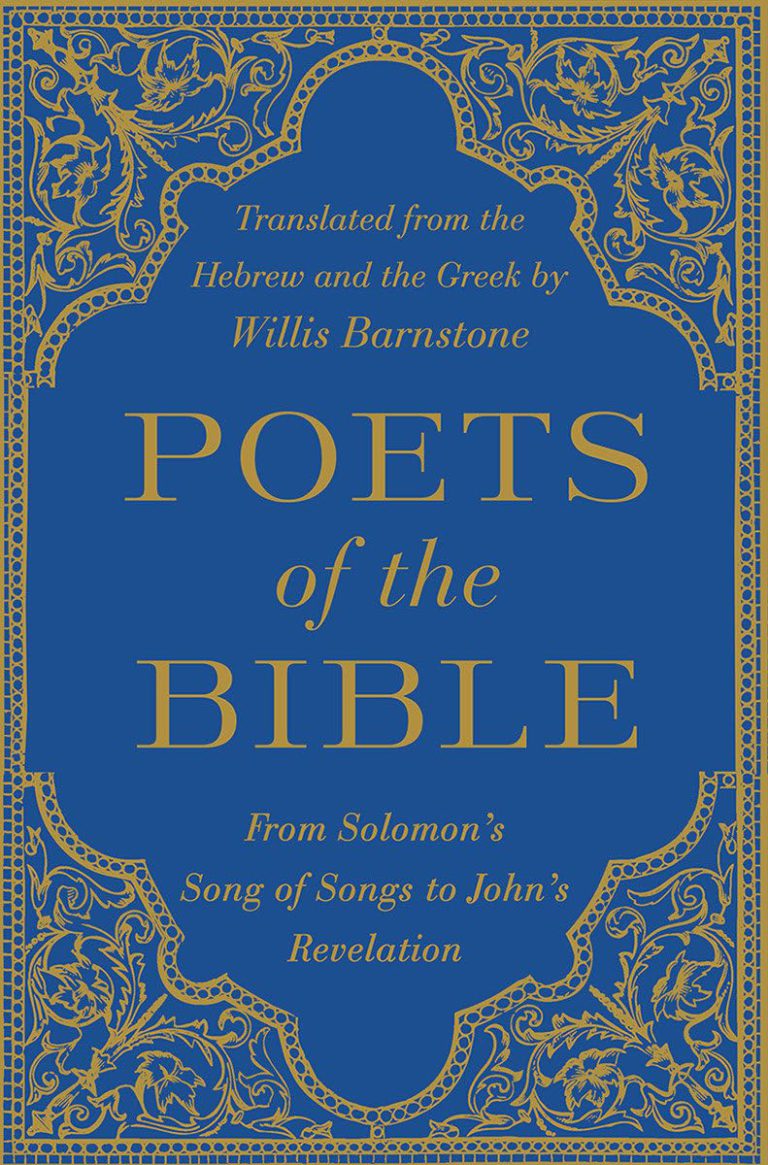 Translated from the
Hebrew and the Greek by
Willis Barnstone
POETS
of the
BIBLE
From Solomon’s
Song of Songs to John’s
Revelation